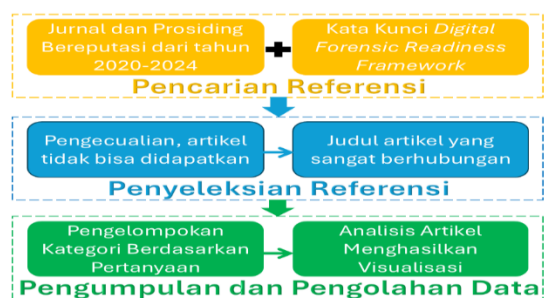 Jurnal dan Prosiding
Bereputasi dari tahun
2020-2024
Kata Kunci Digital
Forensic Readiness
Framework
Pencarian Referensi
Pengecualian, artikel
tidak bisa didapatkan
Judul artikel yang
sangat berhubungan
Penyeleksian Referensi
Pengelompokan
Kategori Berdasarkan
Pertanyaan
Analisis Artikel
Menghasilkan
Visualisasi
Pengumpulan dan Pengolahan Data